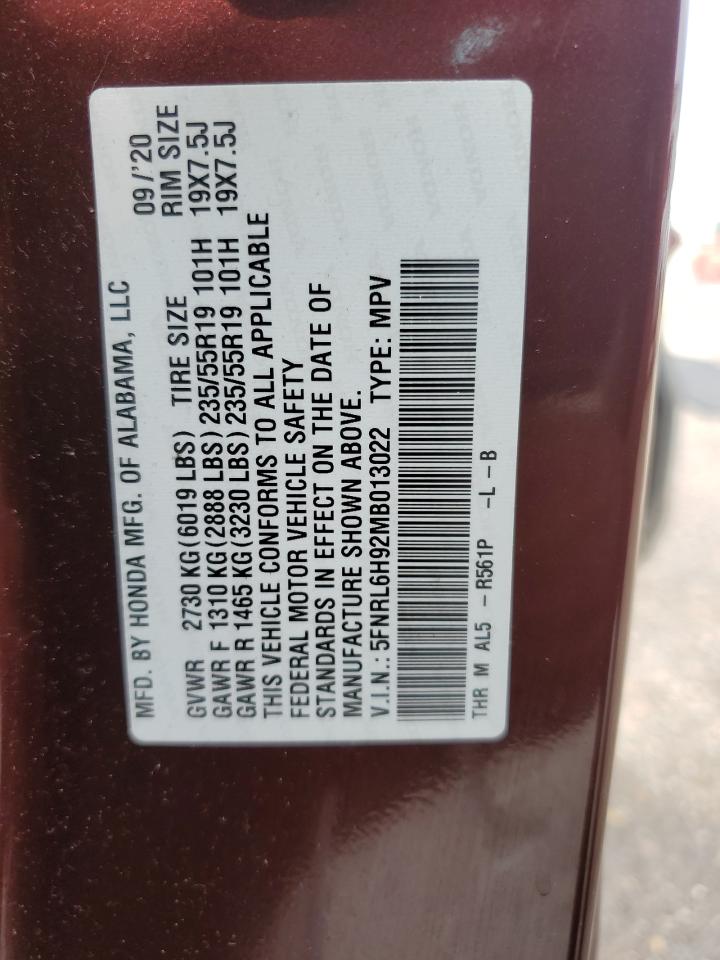 MFD. BY HONDA MFG. OF ALABAMA, LLC 09/'20
GVWR 2730 KG (6019 LBS) TIRE SIZE RIM SIZE
GAWR F 1310 KG (2888 LBS) 235/55R19 101H 19X7.5J
GAWR R 1465 KG (3230 LBS) 235/55R19 101H 19X7.5J
THIS VEHICLE CONFORMS TO ALL APPLICABLE
FEDERAL MOTOR VEHICLE SAFETY
STANDARDS IN EFFECT ON THE DATE OF
MANUFACTURE SHOWN ABOVE.
V.I.N.: 5FNRL6H92MB013022 TYPE: MPV
THR M AL5 - R561P -L-B